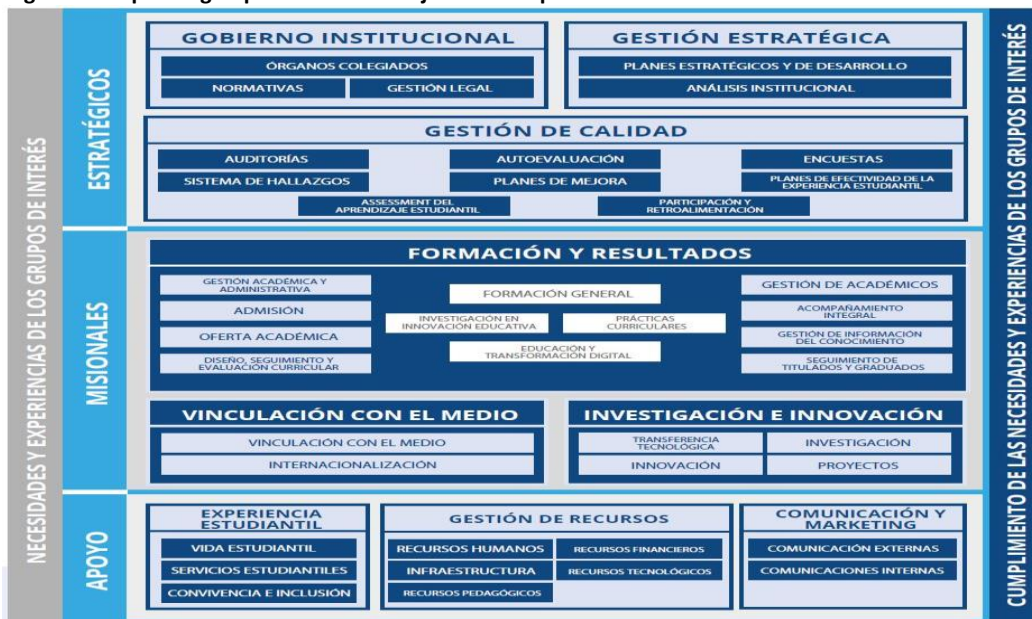 NECESIDADES Y EXPERIENCIAS DE LOS GRUPOS DE INTERÉS
ESTRATÉGICOS
GOBIERNO INSTITUCIONAL
ÓRGANOS COLEGIADOS
NORMATIVAS
GESTIÓN LEGAL
GESTIÓN ESTRATÉGICA
PLANES ESTRATÉGICOS Y DE DESARROLLO
ANÁLISIS INSTITUCIONAL
GESTIÓN DE CALIDAD
AUDITORÍAS
AUTOEVALUACIÓN
ENCUESTAS
SISTEMA DE HALLAZGOS
PLANES DE MEJORA
PLANES DE EFECTIVIDAD DE LA
EXPERIENCIA ESTUDIANTIL
ASSESSMENT DEL
APRENDIZAJE ESTUDIANTIL
PARTICIPACIÓN Y
RETROALIMENTACIÓN
MISIONALES
FORMACIÓN Y RESULTADOS
GESTIÓN ACADÉMICA Y
ADMINISTRATIVA
ADMISIÓN
OFERTA ACADÉMICA
DISEÑO, SEGUIMIENTO Y
EVALUACIÓN CURRICULAR
FORMACIÓN GENERAL
INVESTIGACIÓN EN
INNOVACIÓN EDUCATIVA
PRÁCTICAS
CURRICULARES
EDUCACIÓN Y
TRANSFORMACIÓN DIGITAL
GESTIÓN DE ACADÉMICOS
ACOMPAÑAMIENTO
INTEGRAL
GESTIÓN DE INFORMACIÓN
DEL CONOCIMIENTO
SEGUIMIENTO DE
TITULADOS Y GRADUADOS
VINCULACIÓN CON EL MEDIO
VINCULACIÓN CON EL MEDIO
INTERNACIONALIZACIÓN
INVESTIGACIÓN E INNOVACIÓN
TRANSFERENCIA
TECNOLÓGICA
INVESTIGACIÓN
INNOVACIÓN
PROYECTOS
APOYO
EXPERIENCIA
ESTUDIANTIL
VIDA ESTUDIANTIL
SERVICIOS ESTUDIANTILES
CONVIVENCIA E INCLUSIÓN
GESTIÓN DE RECURSOS
RECURSOS HUMANOS
RECURSOS FINANCIEROS
INFRAESTRUCTURA
RECURSOS TECNOLÓGICOS
RECURSOS PEDAGÓGICOS
COMUNICACIÓN Y
MARKETING
COMUNICACIÓN EXTERNAS
COMUNICACIONES INTERNAS
CUMPLIMIENTO DE LAS NECESIDADES Y EXPERIENCIAS DE LOS GRUPOS DE INTERÉS